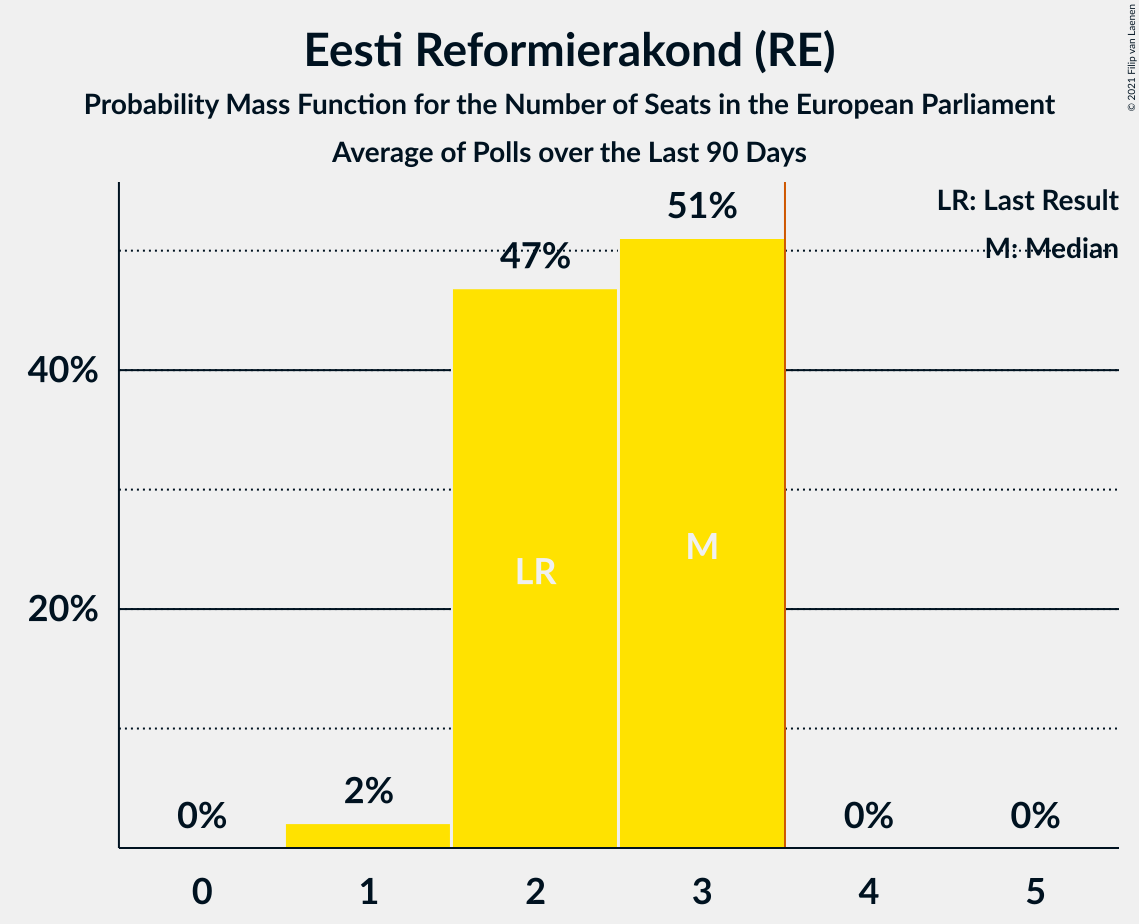 Eesti Reformierakond (RE)
Probability Mass Function for the Number of Seats in the European Parliament
Average of Polls over the Last 90 Days
© 2021 Filip van Laenen
LR: Last Result
M: Median
51%
47%
40%
M
LR
20%
2%
0%
0%
0%
0
1
2
3
4
5